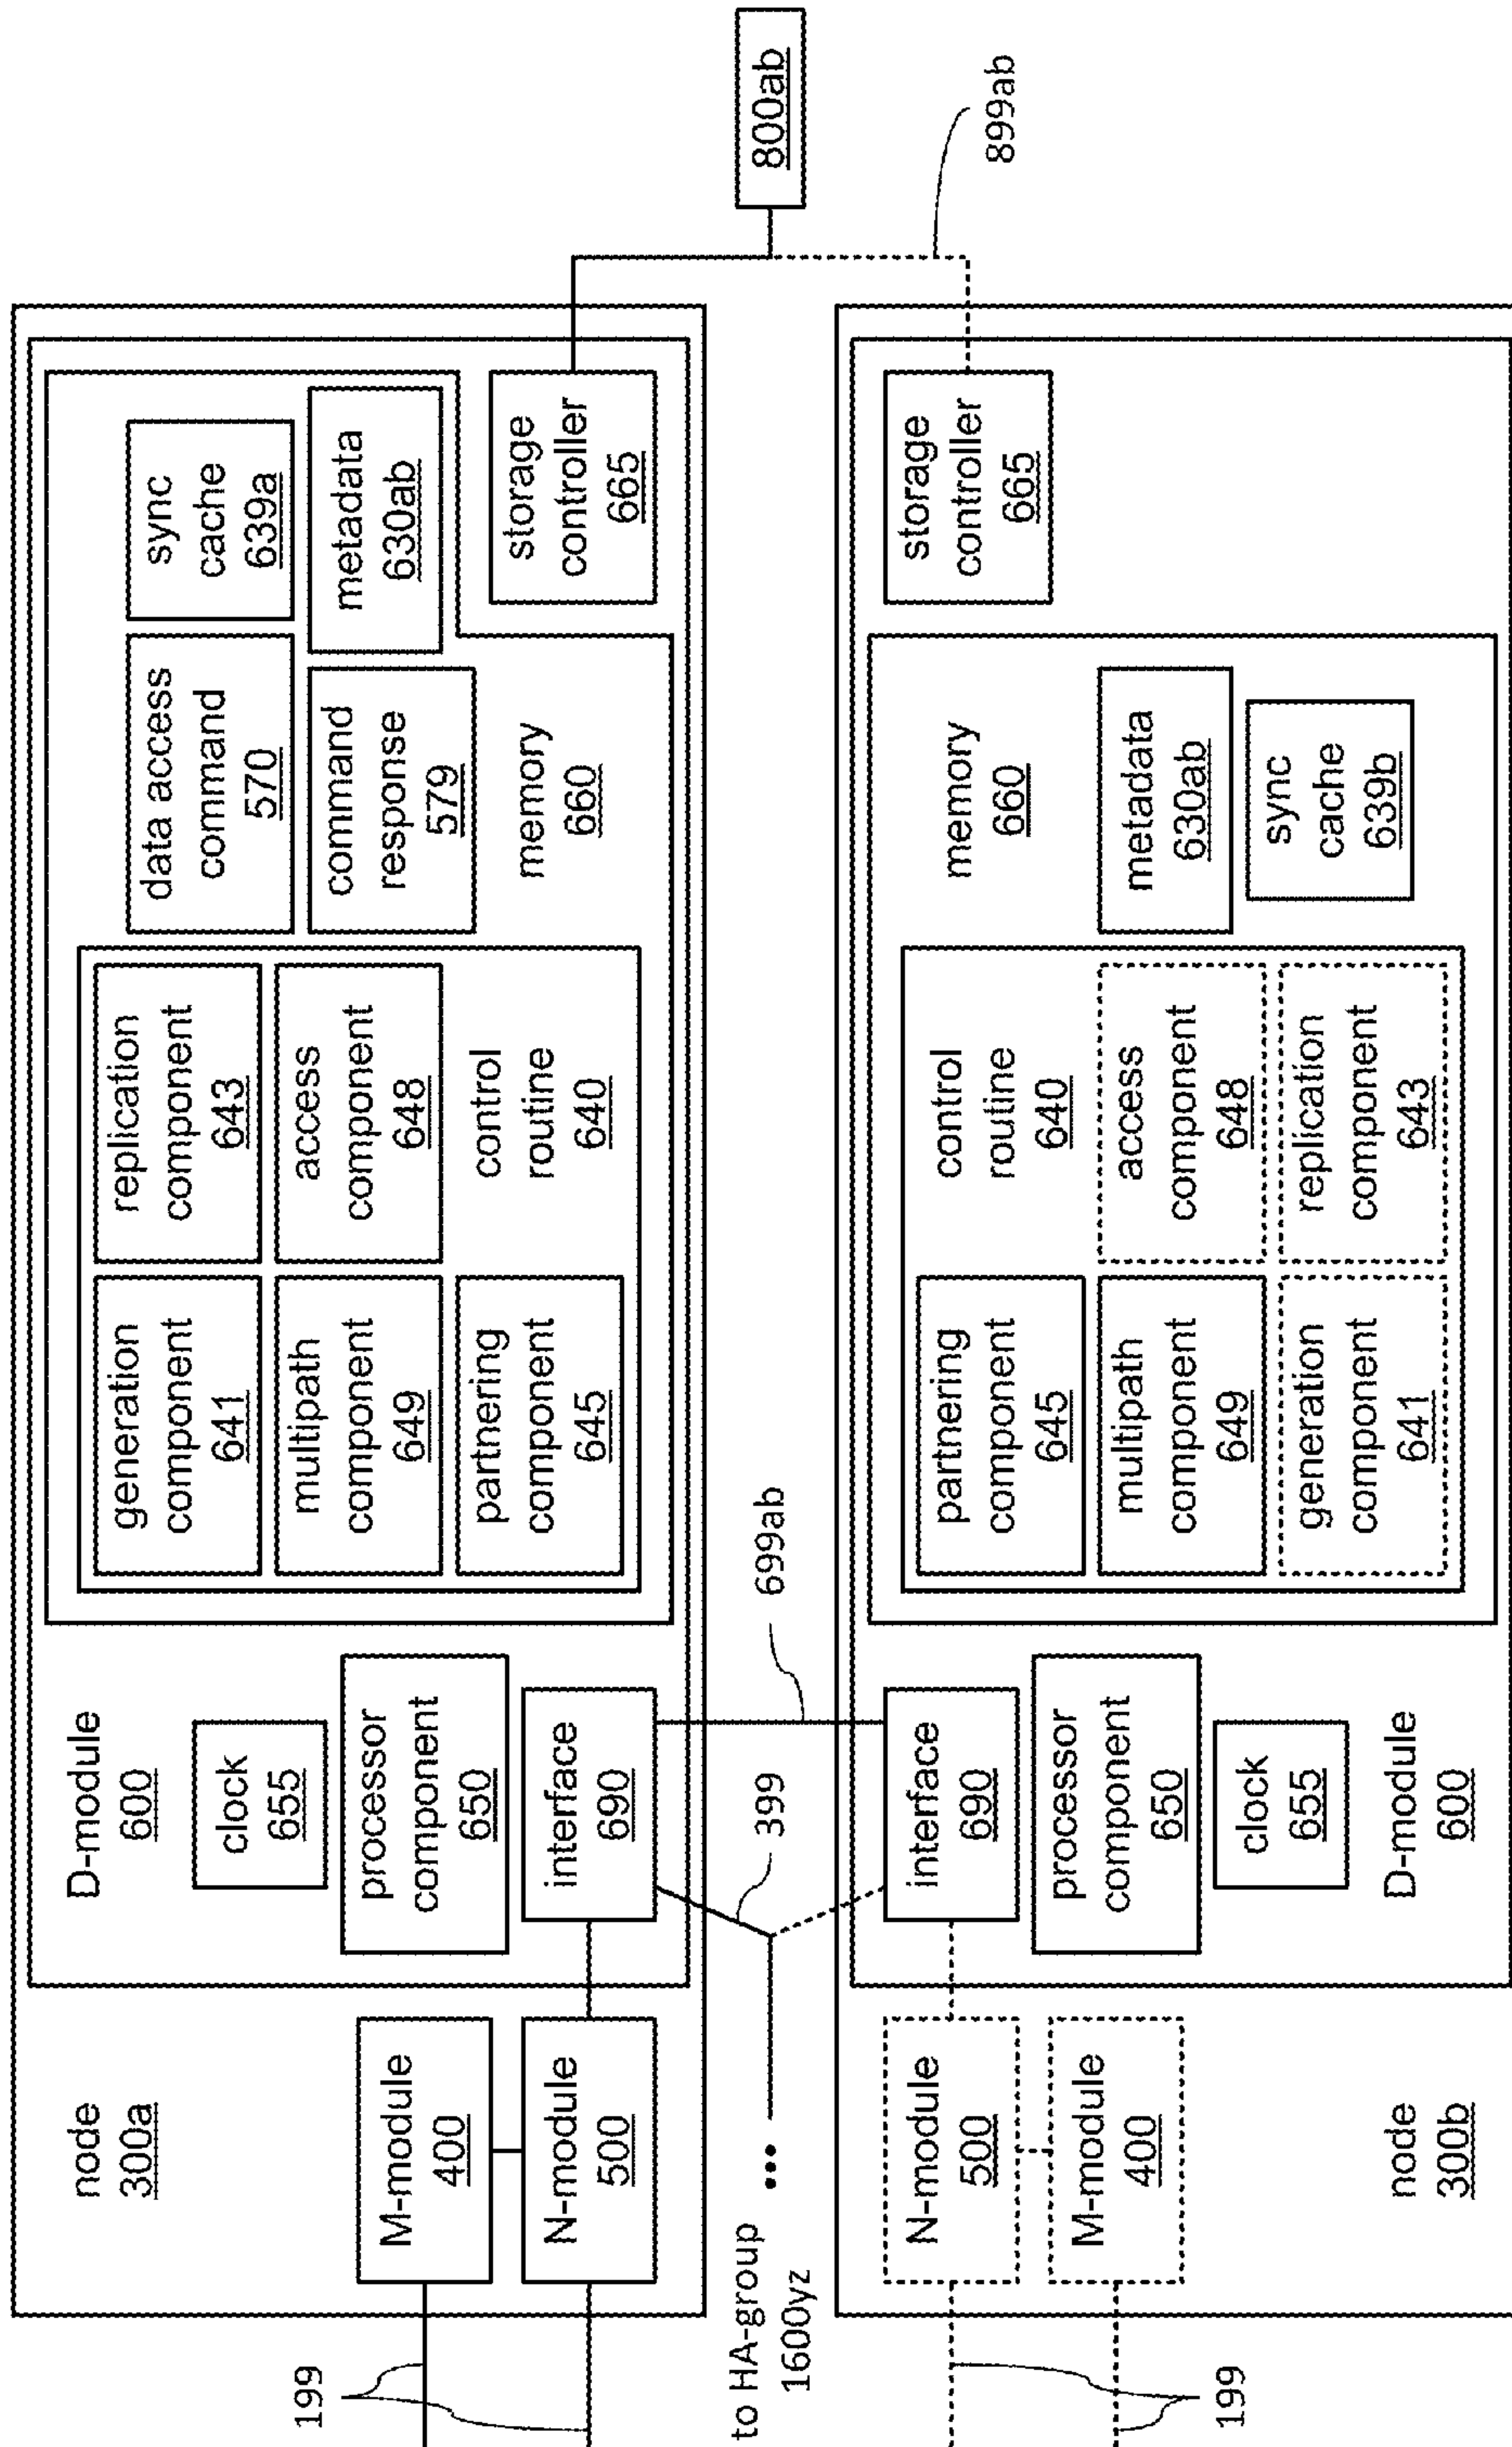 node
300a
M-module
400
N-module
500
199
D-module
600
clock
655
processor
component
650
interface
690
generation
component
641
replication
component
643
multipath
component
649
access
component
648
partnering
component
645
control
routine
640
data access
command
570
sync
cache
639a
command
response
579
metadata
630ab
memory
660
storage
controller
665
to HA-group
1600yz
•••
399
699ab
800ab
899ab
N-module
500
M-module
400
199
node
300b
interface
690
processor
component
650
clock
655
D-module
600
partnering
component
645
control
routine
640
multipath
component
649
access
component
648
generation
component
641
replication
component
643
memory
660
metadata
630ab
sync
cache
639b
storage
controller
665